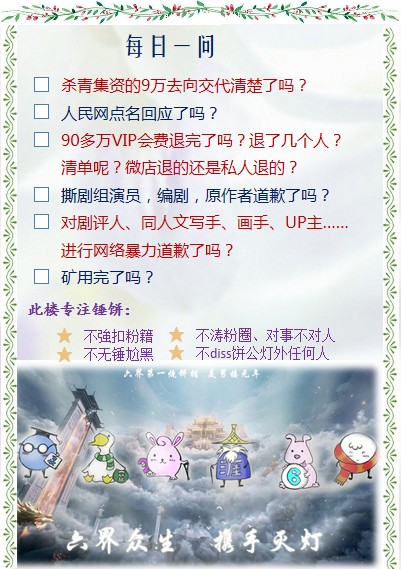 每日一问
杀青集资的9万去向交代清楚了吗？
人民网点名回应了吗？
90多万VIP会费退完了吗？退了几个人？
清单呢？微店退的还是私人退的？
撕剧组演员，编剧，原作者道歉了吗？
对剧评人、同人文写手、画手、UP主......
进行网络暴力道歉了吗？
矿用完了吗？
此楼专注锤饼：
不強扣粉籍 不涛粉圈、对事不对人
不无锤尬黑 不diss饼公灯外任何人
六界众生 携手灭灯